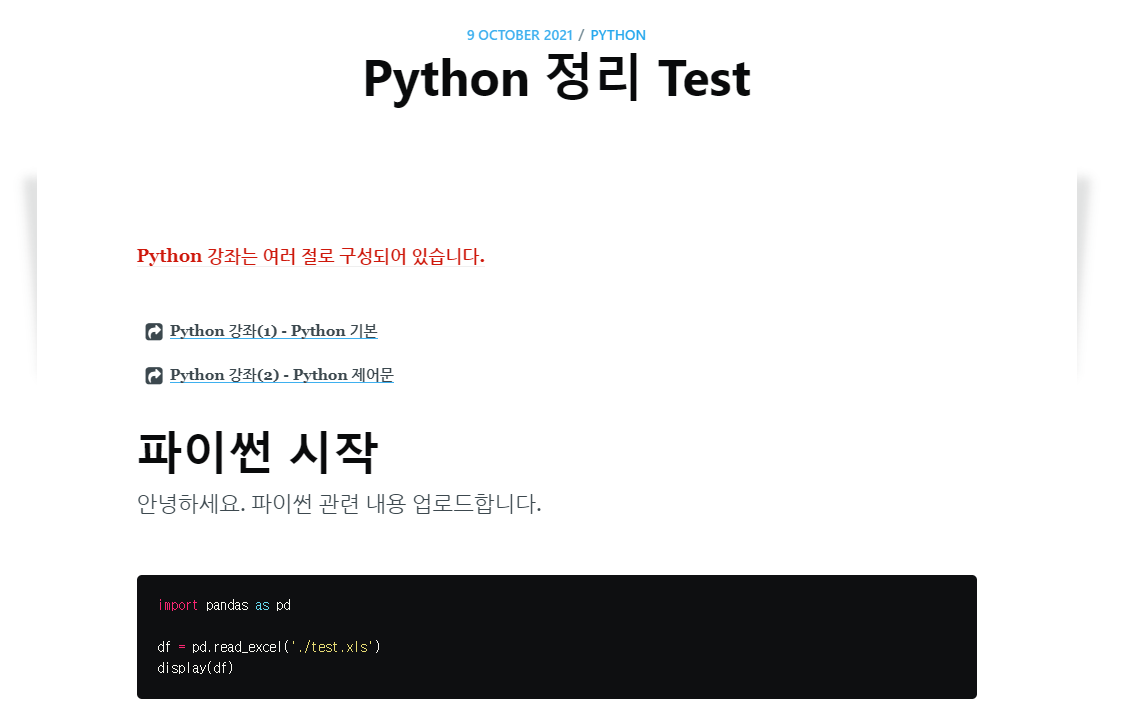 9 OCTOBER 2021 / PYTHON
Python 정리 Test
Python 강좌는 여러 절로 구성되어 있습니다.
Python 강좌(1) - Python 기본
Python 강좌(2) - Python 제어문
파이썬 시작
안녕하세요. 파이썬 관련 내용 업로드합니다.
import pandas as pd
df = pd.read_excel('./test.xls')
display(df)